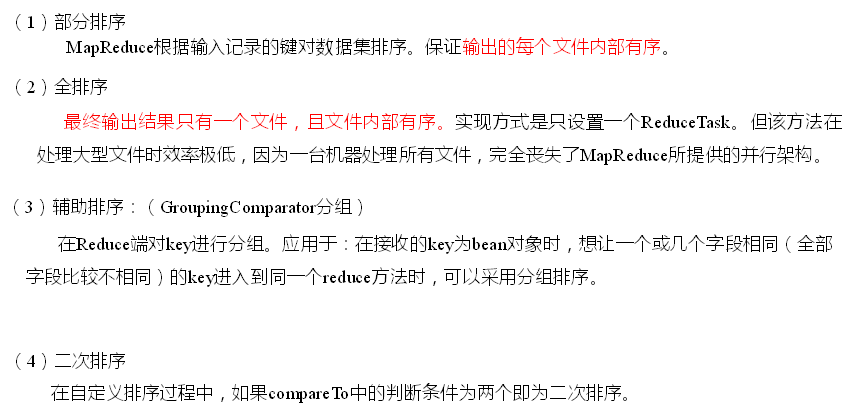 （1）部分排序
MapReduce根据输入记录的键对数据集排序。保证输出的每个文件内部有序。
（2）全排序
最终输出结果只有一个文件，且文件内部有序。实现方式是只设置一个ReduceTask。但该方法在
处理大型文件时效率极低，因为一台机器处理所有文件，完全丧失了MapReduce所提供的并行架构。
（3）辅助排序：（GroupingComparator分组）
在Reduce端对key进行分组。应用于：在接收的key为bean对象时，想让一个或几个字段相同（全部
字段比较不相同）的key进入到同一个reduce方法时，可以采用分组排序。
（4）二次排序
在自定义排序过程中，如果compareTo中的判断条件为两个即为二次排序。